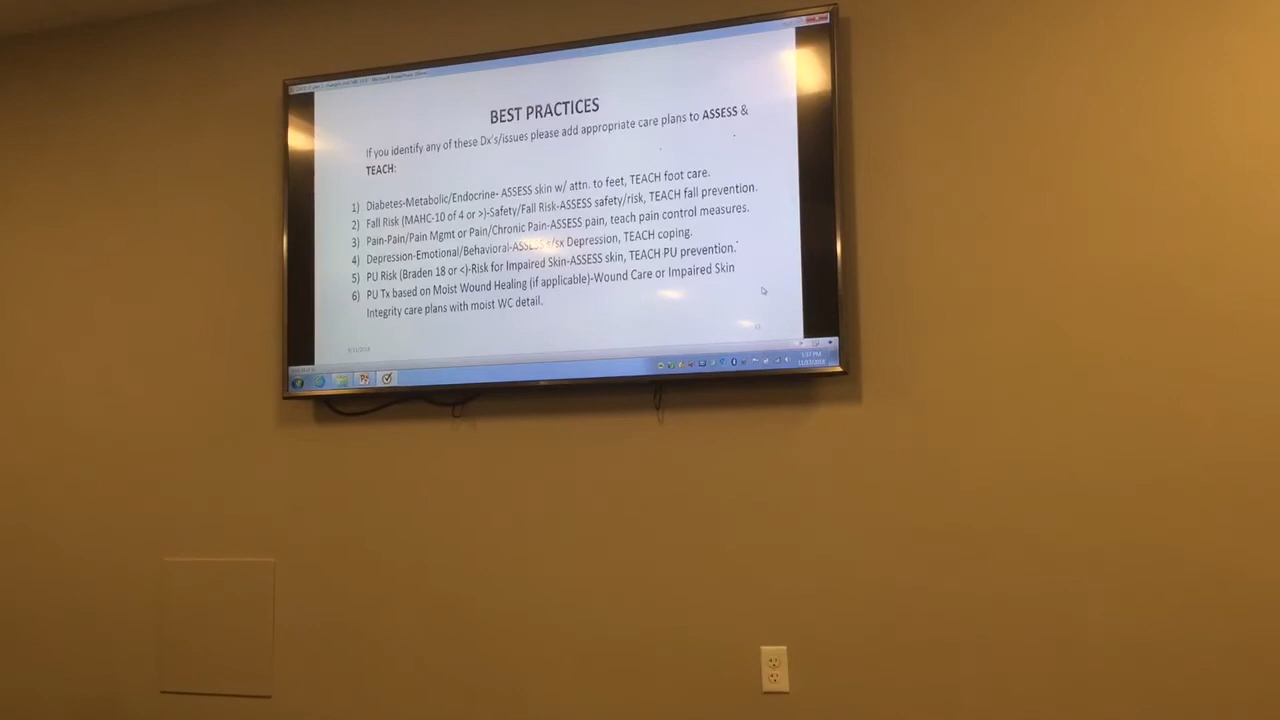 BEST PRACTICES
If you identify any of these Dx's/issues please add appropriate care plans to ASSESS &
TEACH:
1) Diabetes-Metabolic/Endocrine- ASSESS skin w/ attn. to feet, TEACH foot care.
2) Fall Risk (MAHC-10 of 4 or >)-Safety/Fall Risk-ASSESS safety/risk, TEACH fall prevention.
3) Pain-Pain/Pain Mgmt or Pain/Chronic Pain-ASSESS pain, teach pain control measures.
4) Depression-Emotional/Behavioral-ASSESS s/sx Depression, TEACH coping.
5) PU Risk (Braden 18 or <)-Risk for Impaired Skin-ASSESS skin, TEACH PU prevention.
6) PU Tx based on Moist Wound Healing (if applicable)-Wound Care or Impaired Skin
Integrity care plans with moist WC detail.